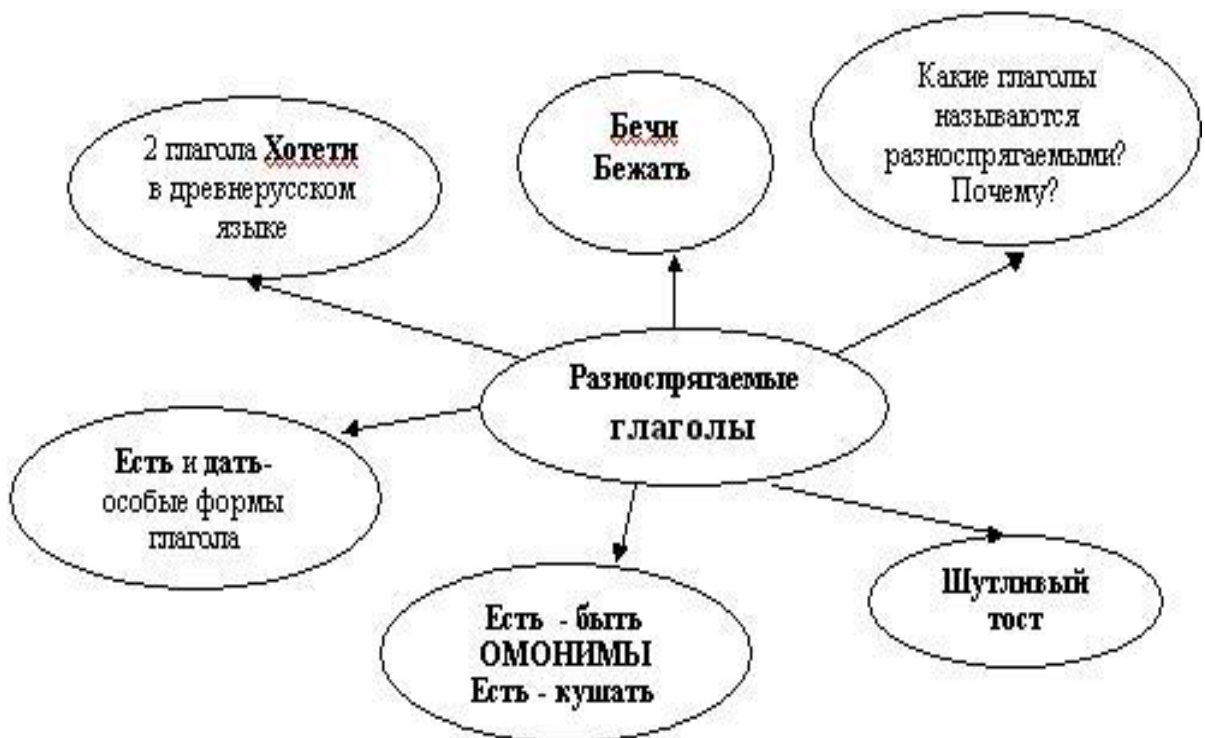 2 глагола Хотети
в древнерусском
языке
Бечи
Бежать
Какие глаголы
называются
разноспрягаемыми?
Почему?
Разноспрягаемые
глаголы
Есть и дать-
особые формы
глагола
Есть - быть
ОМОНИМЫ
Есть - кушать
Шутливый
тост